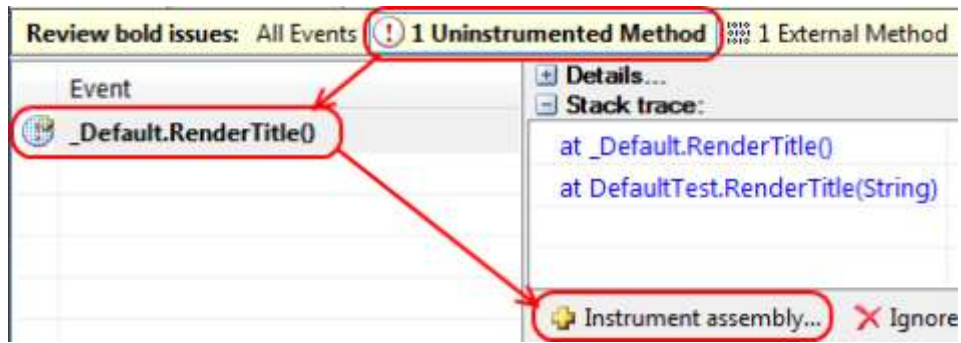 Review bold issues: All Events 1 Uninstrumented Method 1 External Method
Event
_Default.RenderTitle()
Details...
Stack trace:
at _Default.RenderTitle()
at DefaultTest.RenderTitle(String)
Instrument assembly... Ignore